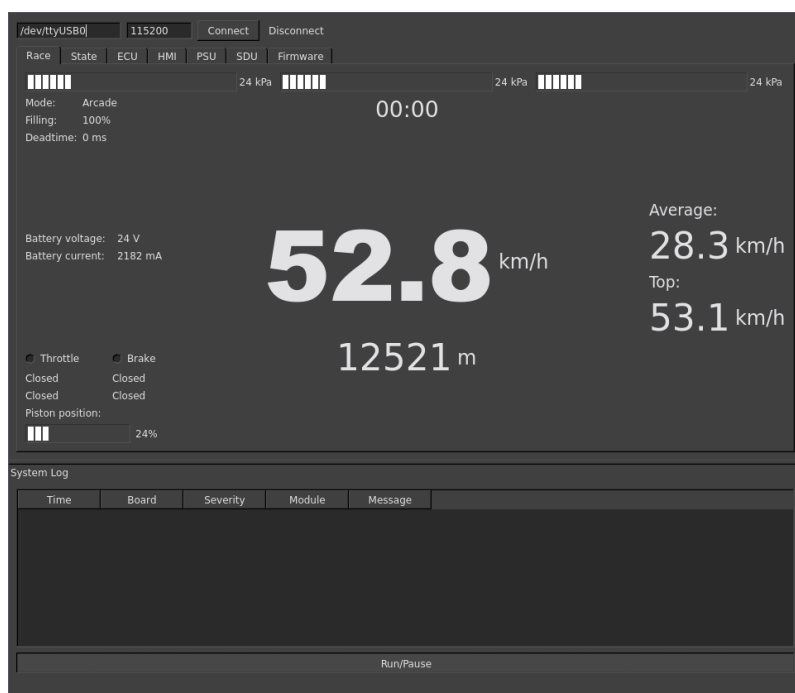 /dev/ttyUSB0 115200 Connect Disconnect
Race State ECU HMI PSU SDU Firmware
24 kPa 24 kPa 24 kPa
Mode: Arcade
00:00
Filling: 100%
Deadtime: 0 ms
Average:
Battery voltage: 24 V
28.3 km/h
Battery current: 2182 mA
52.8 km/h
Top:
53.1 km/h
12521 m
Throttle Brake
Closed Closed
Closed Closed
Piston position:
24%
System Log
Time Board Severity Module Message
Run/Pause